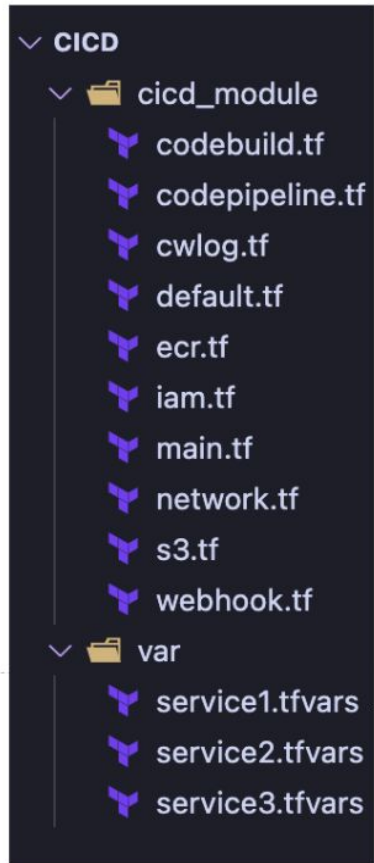 CICD
cicd_module
codebuild.tf
codepipeline.tf
cwlog.tf
default.tf
ecr.tf
iam.tf
main.tf
network.tf
s3.tf
webhook.tf
var
service1.tfvars
service2.tfvars
service3.tfvars